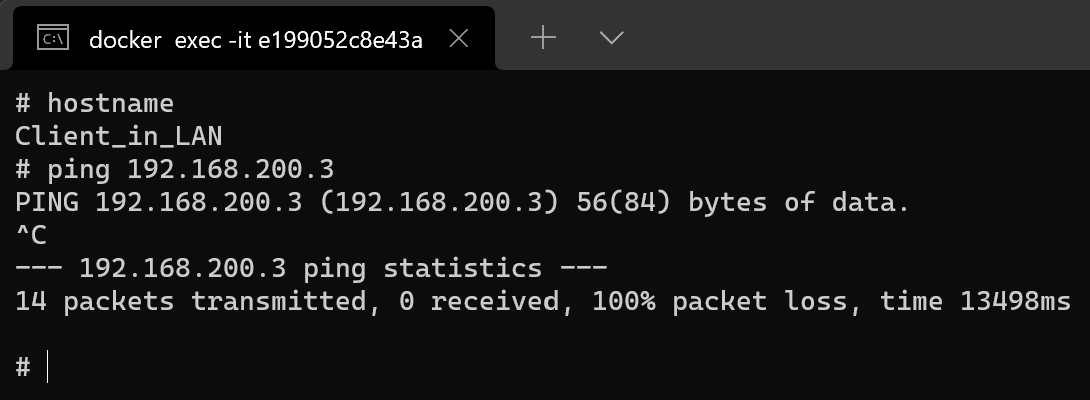 docker exec -it e199052c8e43a
# hostname
Client_in_LAN
# ping 192.168.200.3
PING 192.168.200.3 (192.168.200.3) 56(84) bytes of data.
^C
--- 192.168.200.3 ping statistics ---
14 packets transmitted, 0 received, 100% packet loss, time 13498ms
#